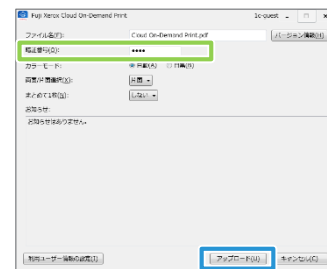 Fuji Xerox Cloud On-Demand Print 1c-guest
ファイル名(F): Cloud On-Demand Print.pdf バージョン情報(H)
暗証番号(O): ••••
カラーモード: 自動(A) 白黒(G)
両面/片面選択(X): 片面
まとめて1枚(N): しない
お知らせ:
お知らせはありません。
利用ユーザー情報の設定(I) アップロード(U) キャンセル(C)